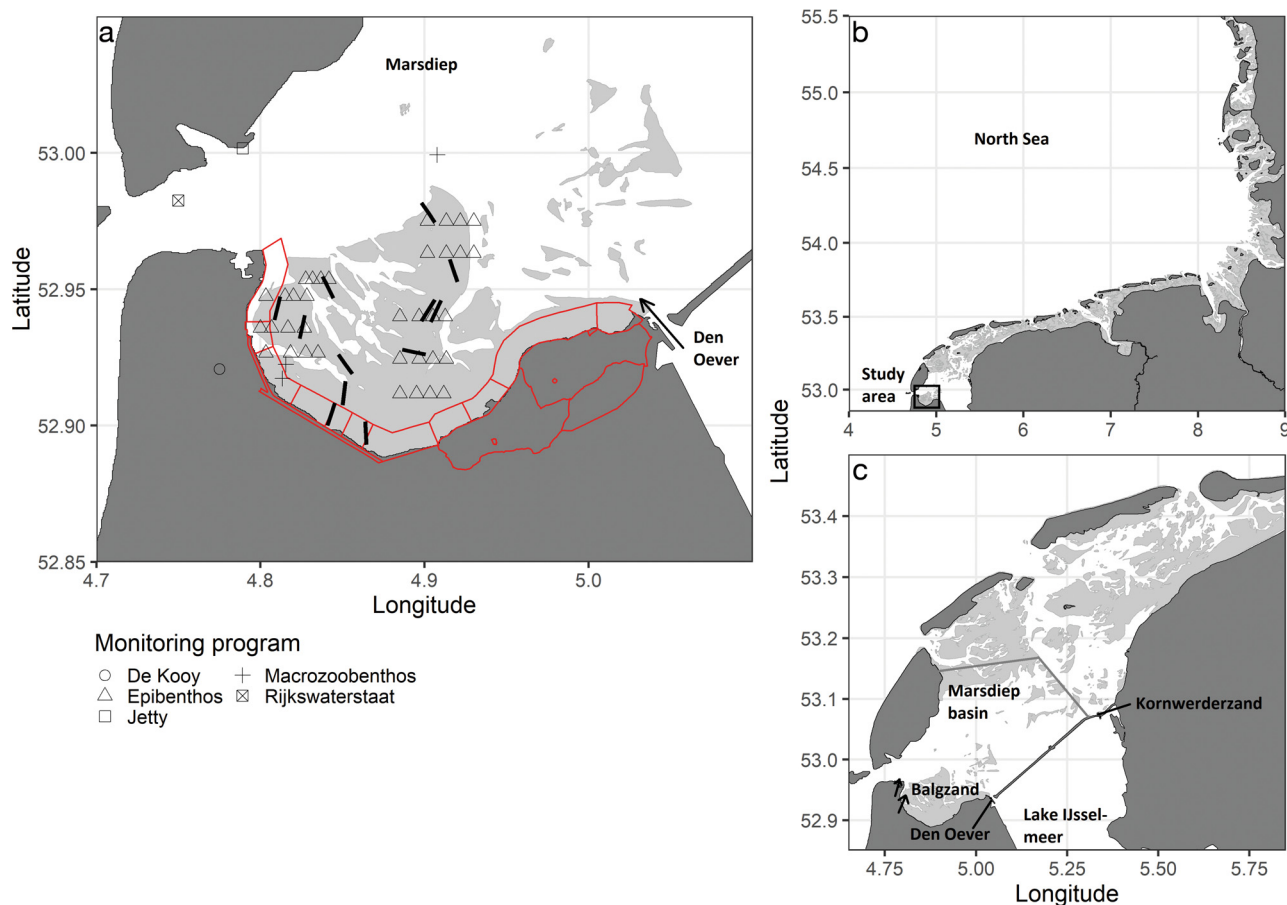 a
Marsdiep
53.00
52.95
52.90
52.85
Latitude
Den
Oever
4.7
4.8
4.9
5.0
Longitude
Monitoring program
De Kooy
Epibenthos
Jetty
Macrozoobenthos
Rijkswaterstaat
b
North Sea
55.5
55.0
54.5
54.0
53.5
53.0
Study
area
4
5
6
7
8
9
Latitude
c
53.4
53.3
53.2
53.1
53.0
52.9
Marsdiep
basin
Kornwerderzand
Balgzand
Den Oever
Lake IJssel-
meer
4.75
5.00
5.25
5.50
5.75
Longitude